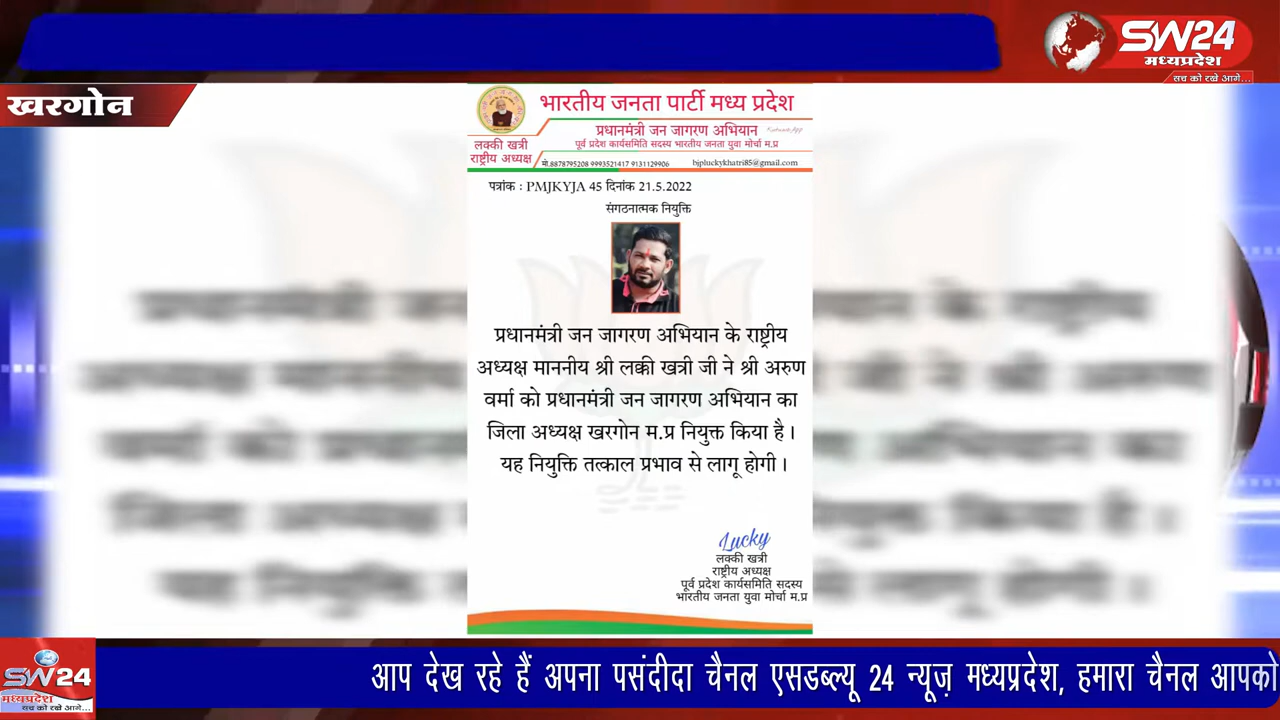 SW24
मध्यप्रदेश
सच को रखे आगे...
खरगोन
भारतीय जनता पार्टी मध्य प्रदेश
प्रधानमंत्री जन जागरण अभियान
पूर्व प्रदेश कार्यसमिति सदस्य भारतीय जनता युवा मोर्चा म.प्र
लक्की खत्री
राष्ट्रीय अध्यक्ष
मो.8878795208 9993521417 9131129906 bjpluckykhatri85@gmail.com
पत्रांक : PMJKYJA 45 दिनांक 21.5.2022
संगठनात्मक नियुक्ति
प्रधानमंत्री जन जागरण अभियान के राष्ट्रीय
अध्यक्ष माननीय श्री लक्की खत्री जी ने श्री अरुण
वर्मा को प्रधानमंत्री जन जागरण अभियान का
जिला अध्यक्ष खरगोन म.प्र नियुक्त किया है।
यह नियुक्ति तत्काल प्रभाव से लागू होगी।
Lucky
लक्की खत्री
राष्ट्रीय अध्यक्ष
पूर्व प्रदेश कार्यसमिति सदस्य
भारतीय जनता युवा मोर्चा म.प्र
SW24
मध्यप्रदेश
सच को रखे आगे...
आप देख रहे हैं अपना पसंदीदा चैनल एसडब्ल्यू 24 न्यूज़ मध्यप्रदेश, हमारा चैनल आपको